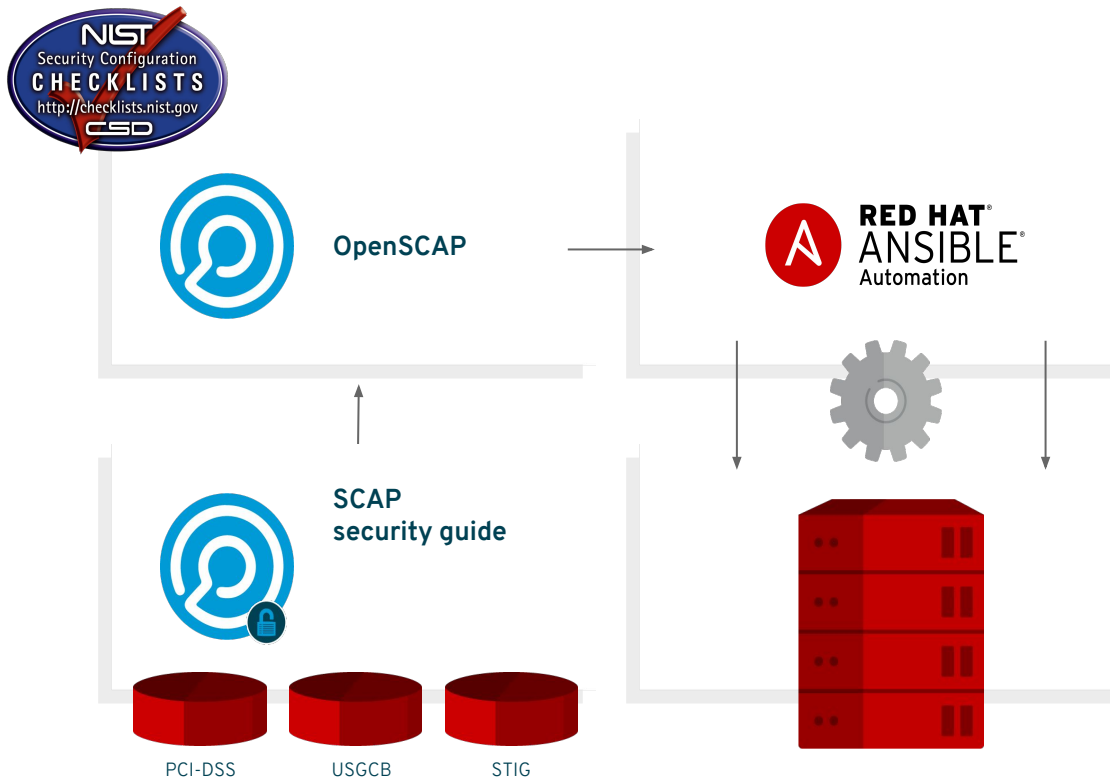 NIST
Security Configuration
CHECKLISTS
http://checklists.nist.gov
CSD
OpenSCAP
RED HAT®
ANSIBLE®
Automation
SCAP
security guide
PCI-DSS
USGCB
STIG